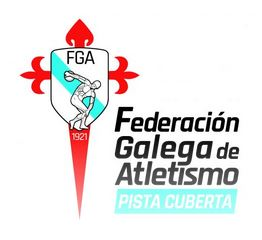 FGA
1921
Federación
Galega de
Atletismo
PISTA CUBERTA